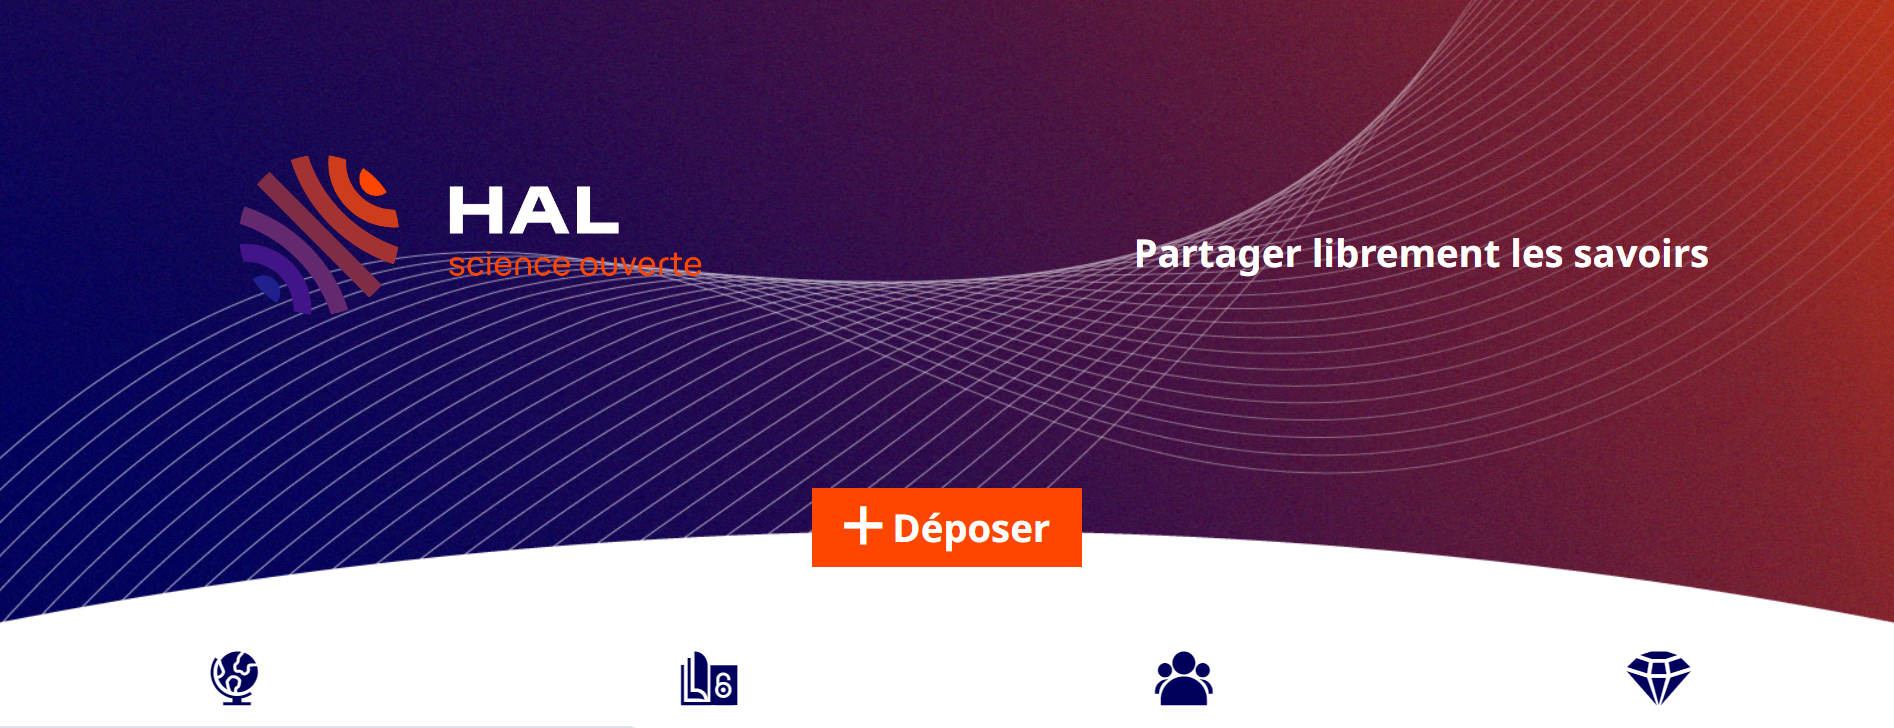 HAL
science ouverte
Partager librement les savoirs
+ Déposer